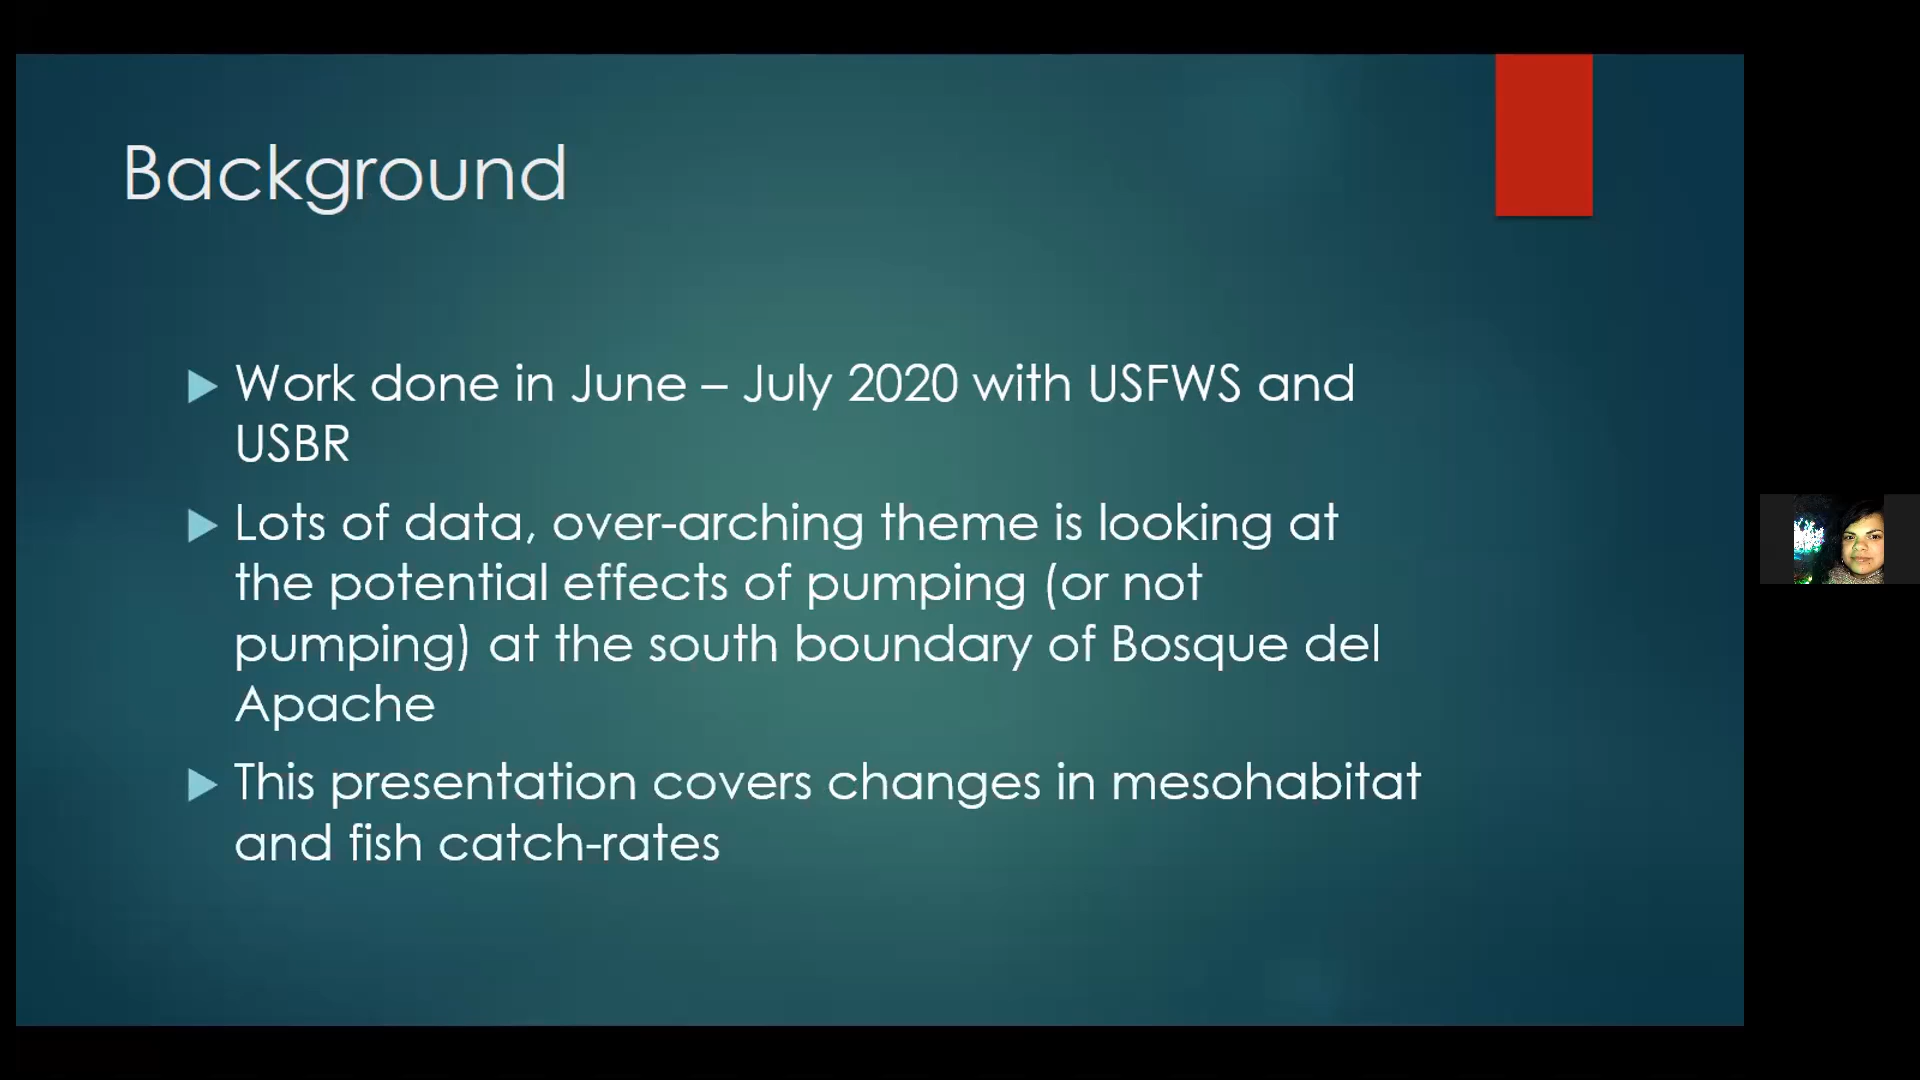 Background
Work done in June – July 2020 with USFWS and
USBR
Lots of data, over-arching theme is looking at
the potential effects of pumping (or not
pumping) at the south boundary of Bosque del
Apache
This presentation covers changes in mesohabitat
and fish catch-rates